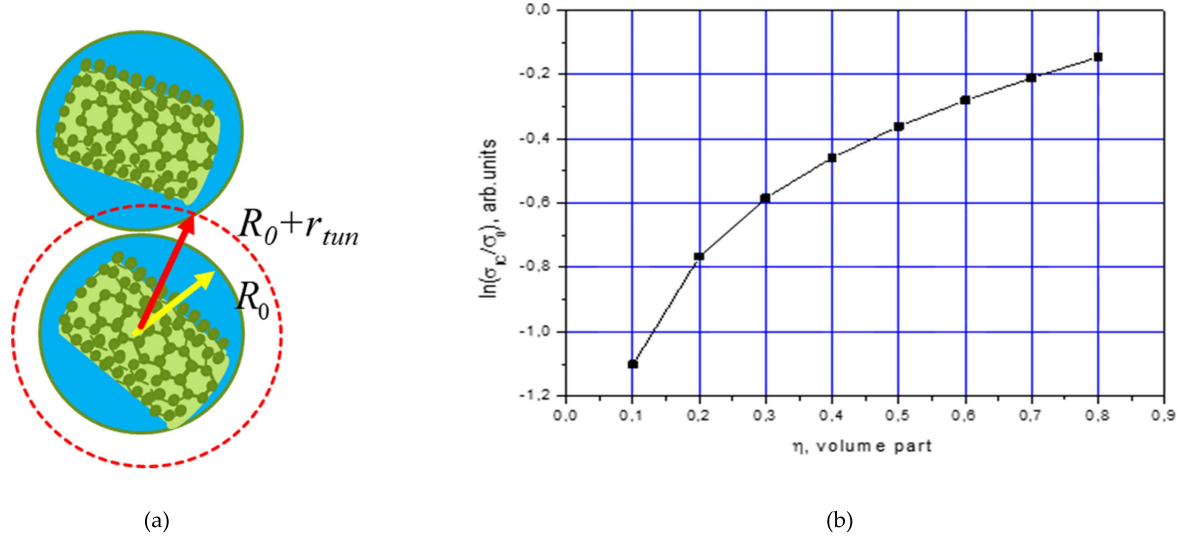 R₀+rₜᵤₙ
R₀
(a)
0,0
-0,2
-0,4
-0,6
-0,8
-1,0
-1,2
ln(σ_IC/σ₀), arb.units
0,0 0,1 0,2 0,3 0,4 0,5 0,6 0,7 0,8 0,9
η, volume part
(b)